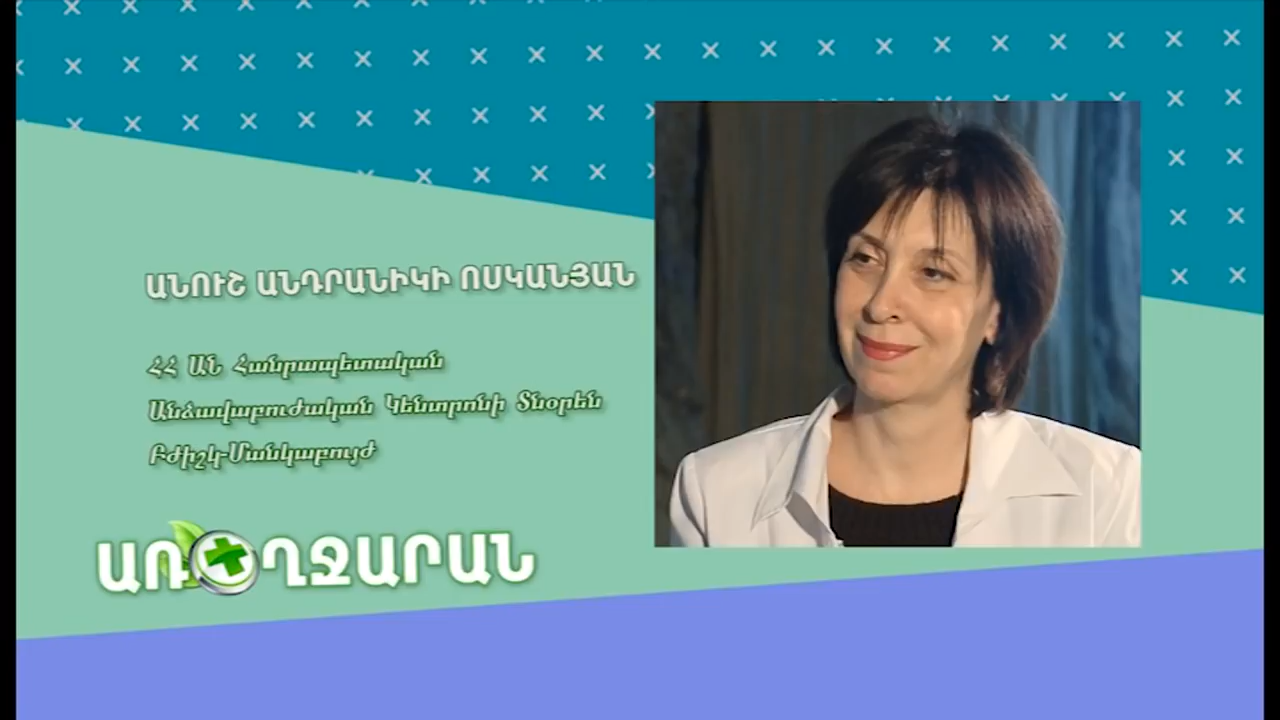 ԱՆՈՒՇ ԱՆԴՐԱՆԻԿԻ ՈՍԿԱՆՅԱՆ
ՀՀ ԱՆ Հանրապետական
Անձավաբուժական Կենտրոնի Տնօրեն
Բժիշկ-Մանկաբույժ
ԱՌՈՂՋԱՐԱՆ